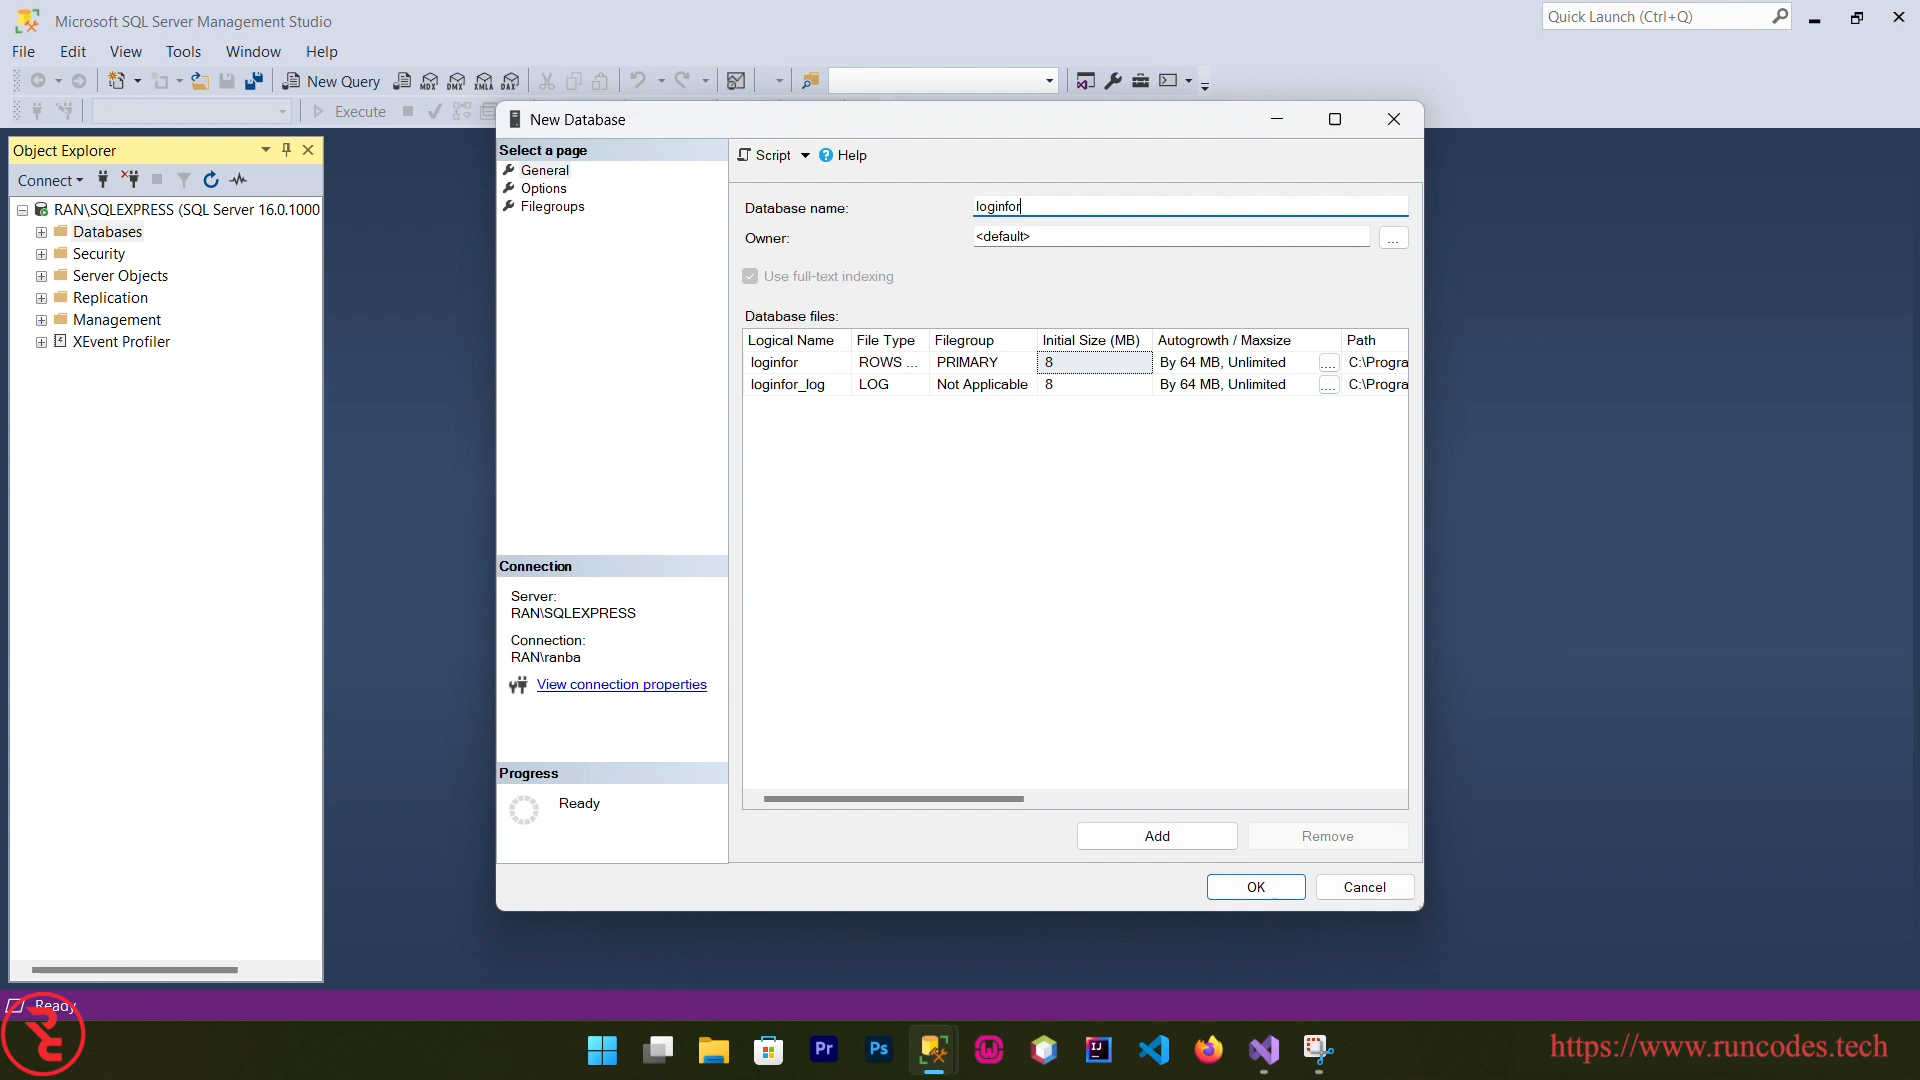 Microsoft SQL Server Management Studio
Quick Launch (Ctrl+Q)
File Edit View Tools Window Help
New Query MDX DMX XMLA DAX
Execute
Object Explorer
Connect
RAN\SQLEXPRESS (SQL Server 16.0.1000
Databases
Security
Server Objects
Replication
Management
XEvent Profiler
New Database
Select a page
General
Options
Filegroups
Connection
Server:
RAN\SQLEXPRESS
Connection:
RAN\ranba
View connection properties
Progress
Ready
Script Help
Database name: loginfor
Owner: <default> ...
Use full-text indexing
Database files:
Logical Name File Type Filegroup Initial Size (MB) Autogrowth / Maxsize Path
loginfor ROWS ... PRIMARY 8 By 64 MB, Unlimited .... C:\Progra
loginfor_log LOG Not Applicable 8 By 64 MB, Unlimited .... C:\Progra
Add Remove
OK Cancel
Ready
Pr Ps IJ
https://www.runcodes.tech